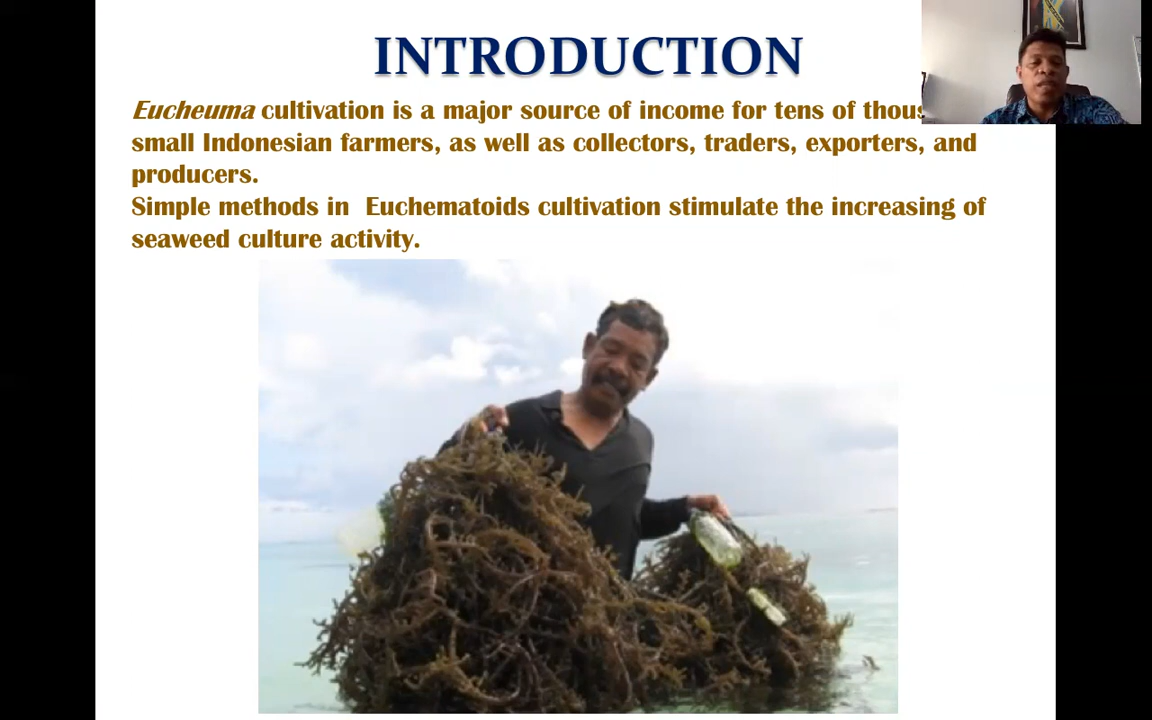 INTRODUCTION
Eucheuma cultivation is a major source of income for tens of
small Indonesian farmers, as well as collectors, traders, exporters, and
producers.
Simple methods in Euchematoids cultivation stimulate the increasing of
seaweed culture activity.